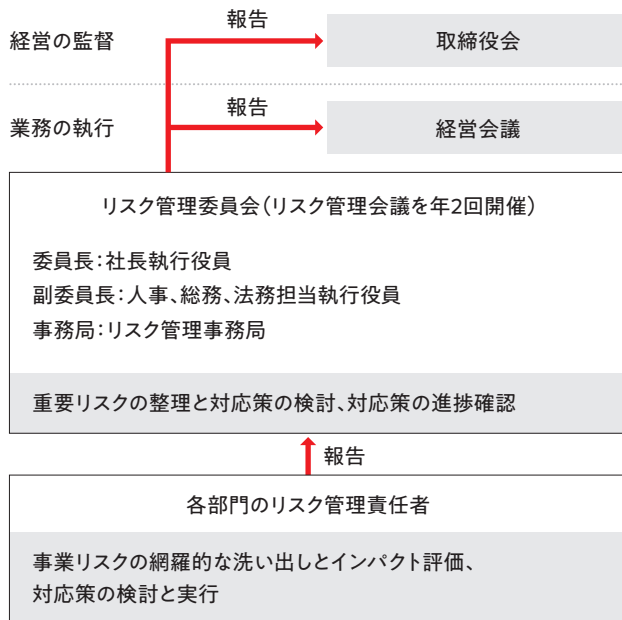 報告
経営の監督
取締役会
報告
業務の執行
経営会議
リスク管理委員会（リスク管理会議を年2回開催）
委員長：社長執行役員
副委員長：人事、総務、法務担当執行役員
事務局：リスク管理事務局
重要リスクの整理と対応策の検討、対応策の進捗確認
報告
各部門のリスク管理責任者
事業リスクの網羅的な洗い出しとインパクト評価、
対応策の検討と実行